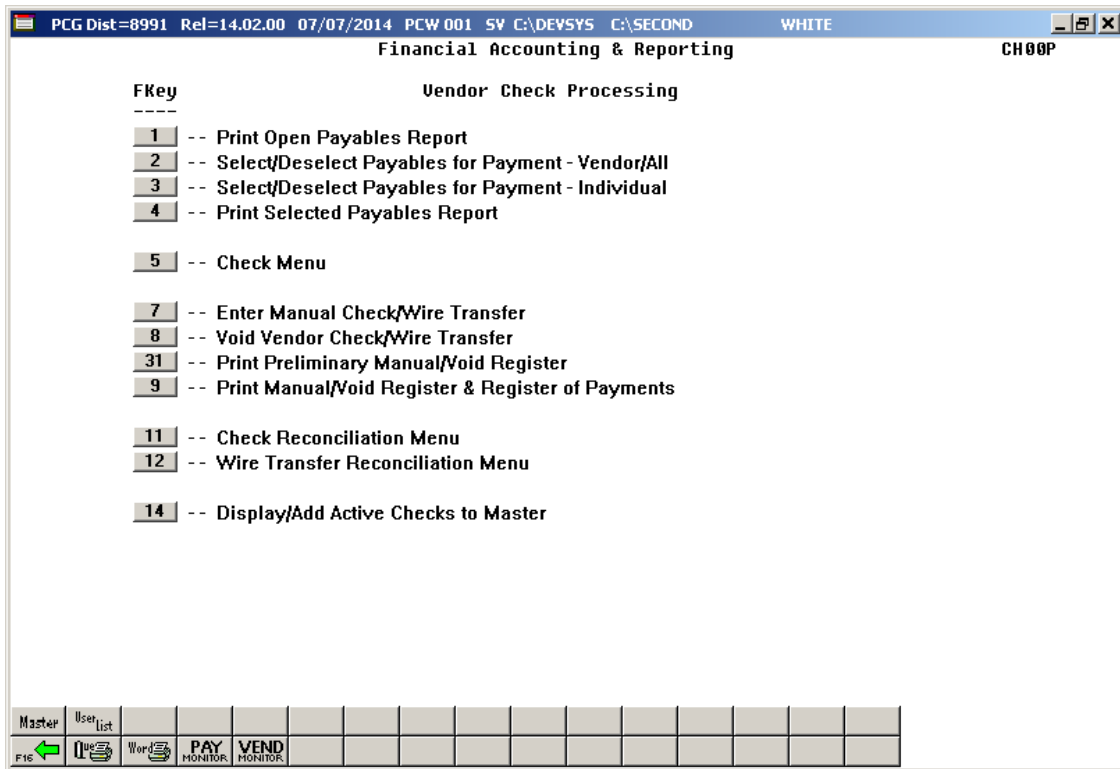 PCG Dist=8991 Rel=14.02.00 07/07/2014 PCW 001 SV C:\DEVSYS C:\SECOND WHITE
Financial Accounting & Reporting CH00P
FKey Vendor Check Processing
----
1 -- Print Open Payables Report
2 -- Select/Deselect Payables for Payment - Vendor/All
3 -- Select/Deselect Payables for Payment - Individual
4 -- Print Selected Payables Report
5 -- Check Menu
7 -- Enter Manual Check/Wire Transfer
8 -- Void Vendor Check/Wire Transfer
31 -- Print Preliminary Manual/Void Register
9 -- Print Manual/Void Register & Register of Payments
11 -- Check Reconciliation Menu
12 -- Wire Transfer Reconciliation Menu
14 -- Display/Add Active Checks to Master
Master User list
F16 Que Word PAY MONITOR VEND MONITOR